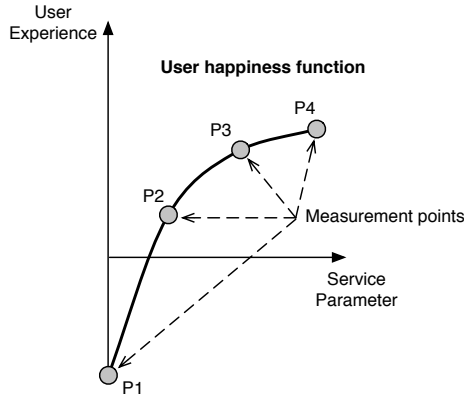 User
Experience
User happiness function
P4
P3
P2
Measurement points
Service
Parameter
P1